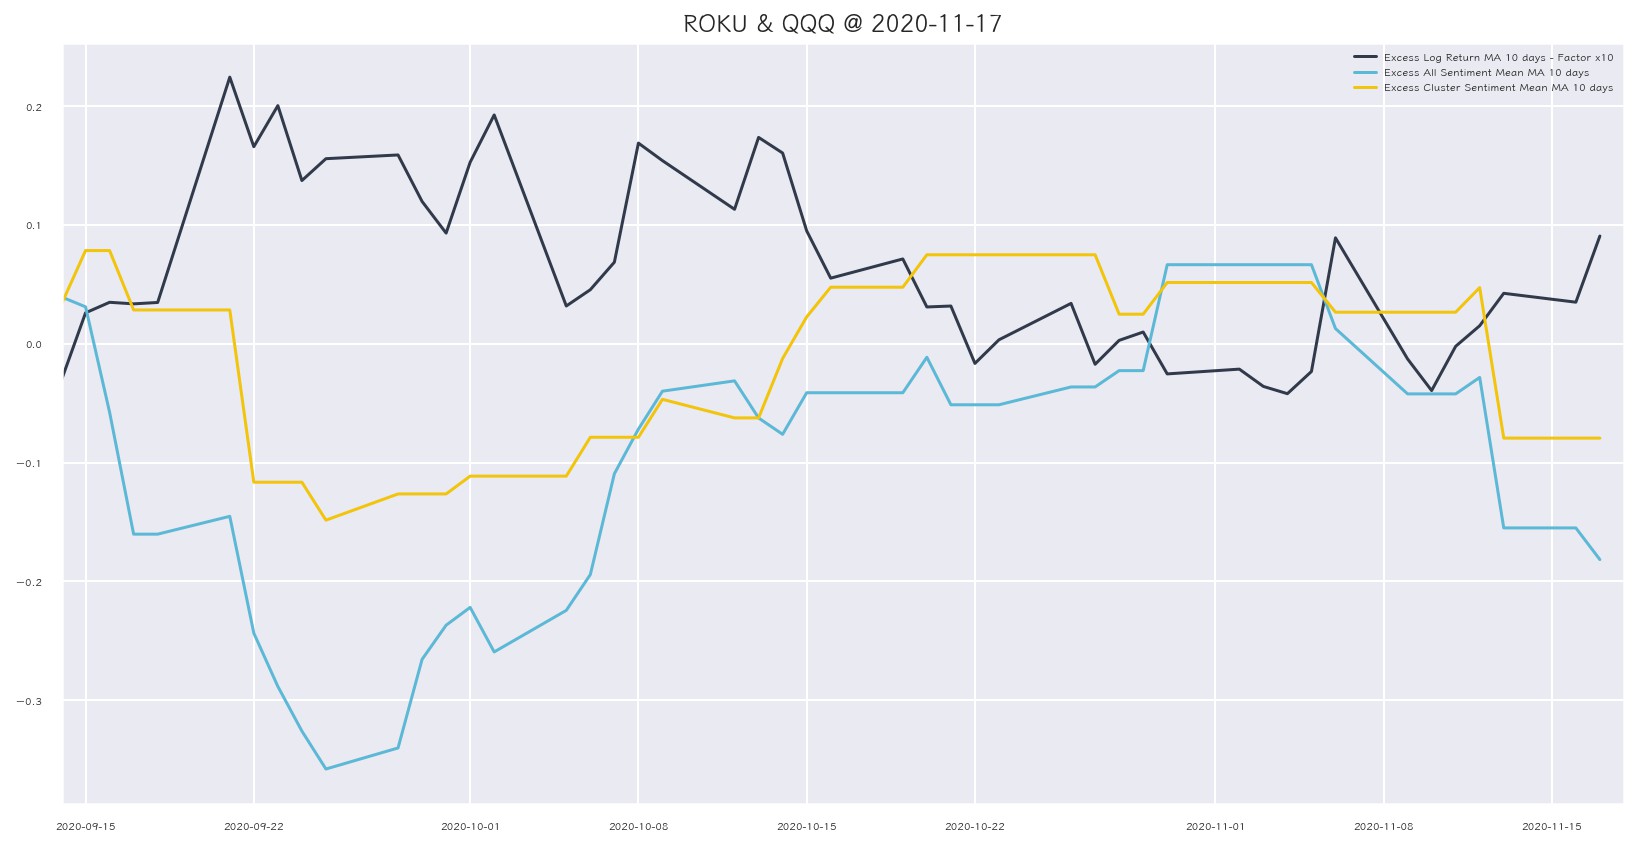 ROKU & QQQ @ 2020-11-17
Excess Log Return MA 10 days - Factor x10
Excess All Sentiment Mean MA 10 days
Excess Cluster Sentiment Mean MA 10 days
0.2
0.1
0.0
−0.1
−0.2
−0.3
2020-09-15 2020-09-22 2020-10-01 2020-10-08 2020-10-15 2020-10-22 2020-11-01 2020-11-08 2020-11-15